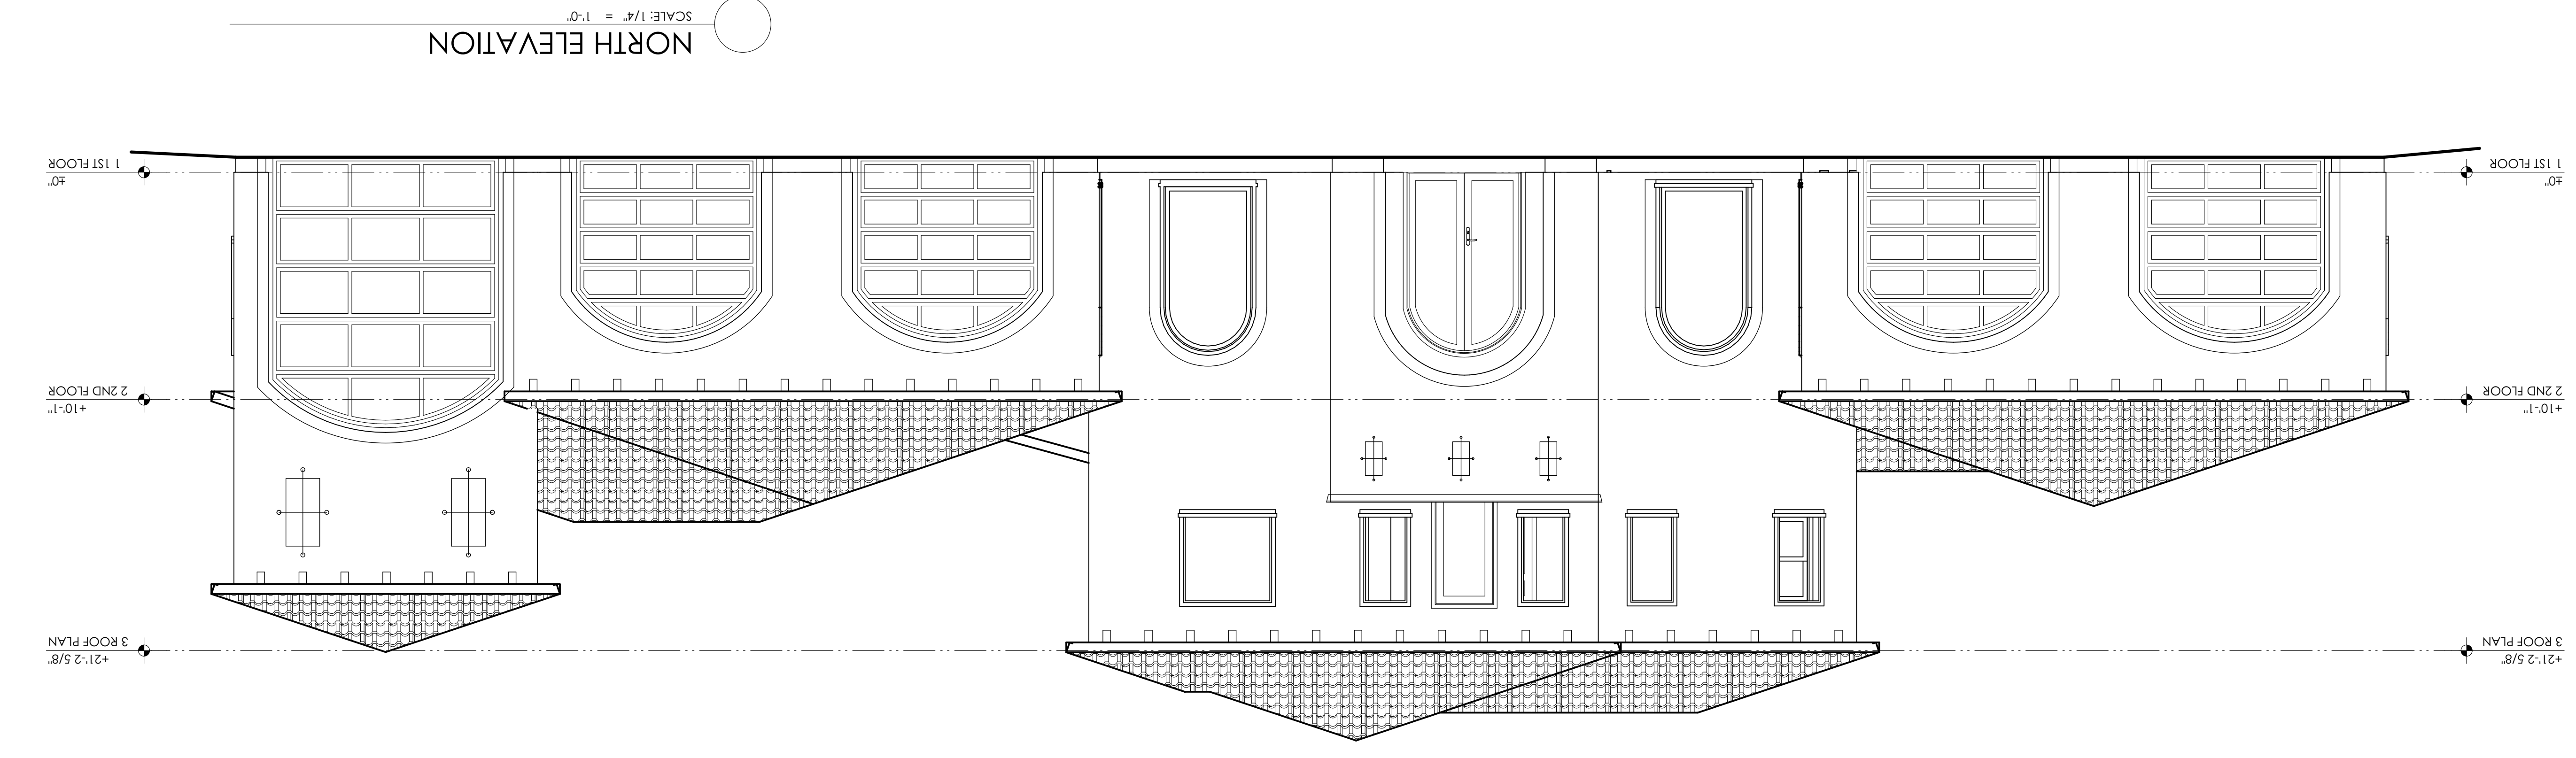 +21'-2 5/8"
3 ROOF PLAN
+21'-2 5/8"
3 ROOF PLAN
+10'-1"
2 2ND FLOOR
+10'-1"
2 2ND FLOOR
±0"
1 1ST FLOOR
±0"
1 1ST FLOOR
NORTH ELEVATION
SCALE: 1/4" = 1'-0"